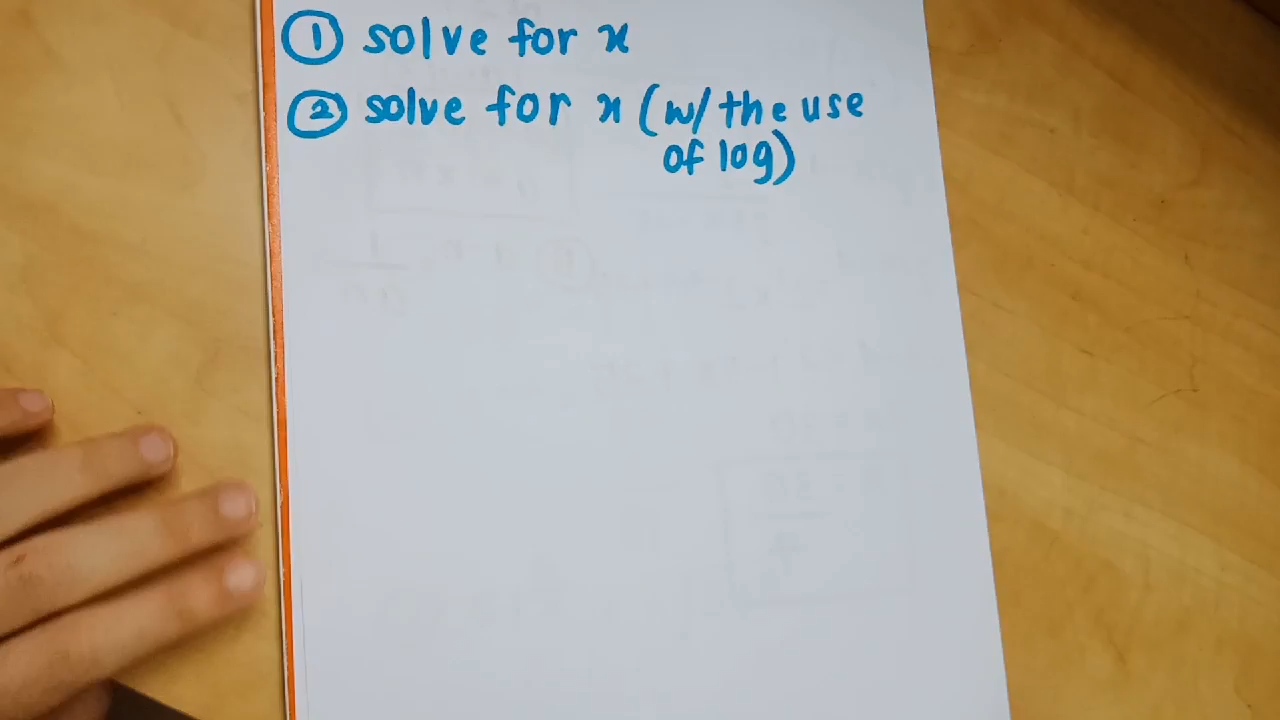 ① solve for x
② solve for x (w/ the use
of log)